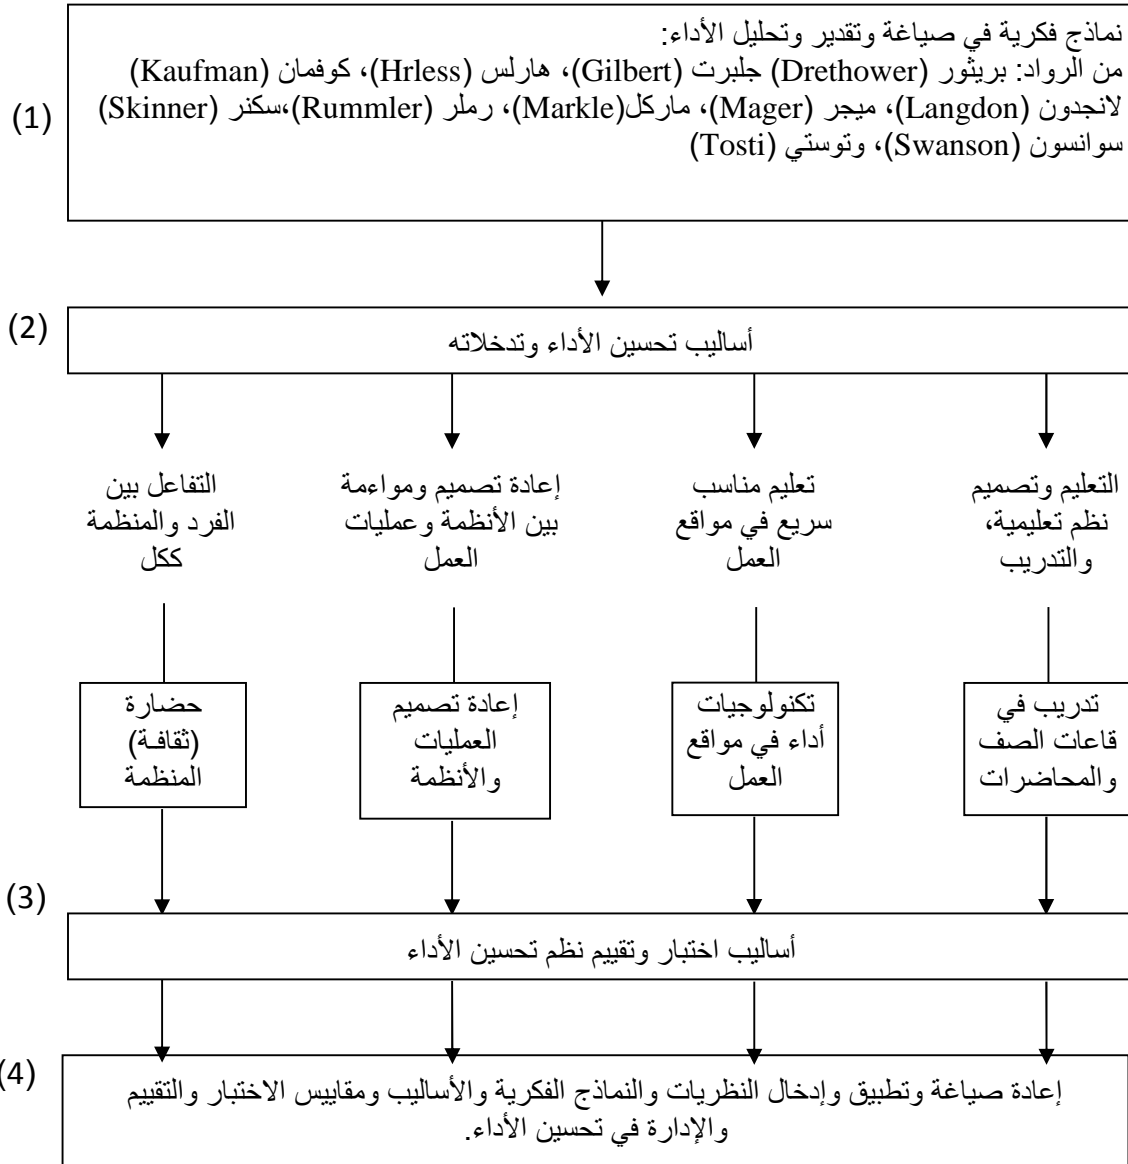 (1)
نماذج فكرية في صياغة وتقدير وتحليل الأداء:
من الرواد: بريثور (Drethower) جلبرت (Gilbert)، هارلس (Hrless)، كوفمان (Kaufman)
لانجدون (Langdon)، ميجر (Mager)، ماركل(Markle)، رملر (Rummler)،سكنر (Skinner)
سوانسون (Swanson)، وتوستي (Tosti)
(2)
أساليب تحسين الأداء وتدخلاته
التعليم وتصميم
نظم تعليمية،
والتدريب
تعليم مناسب
سريع في مواقع
العمل
إعادة تصميم ومواءمة
بين الأنظمة وعمليات
العمل
التفاعل بين
الفرد والمنظمة
ككل
تدريب في
قاعات الصف
والمحاضرات
تكنولوجيات
أداء في مواقع
العمل
إعادة تصميم
العمليات
والأنظمة
حضارة
(ثقافة)
المنظمة
(3)
أساليب اختبار وتقييم نظم تحسين الأداء
(4)
إعادة صياغة وتطبيق وإدخال النظريات والنماذج الفكرية والأساليب ومقاييس الاختبار والتقييم
والإدارة في تحسين الأداء.